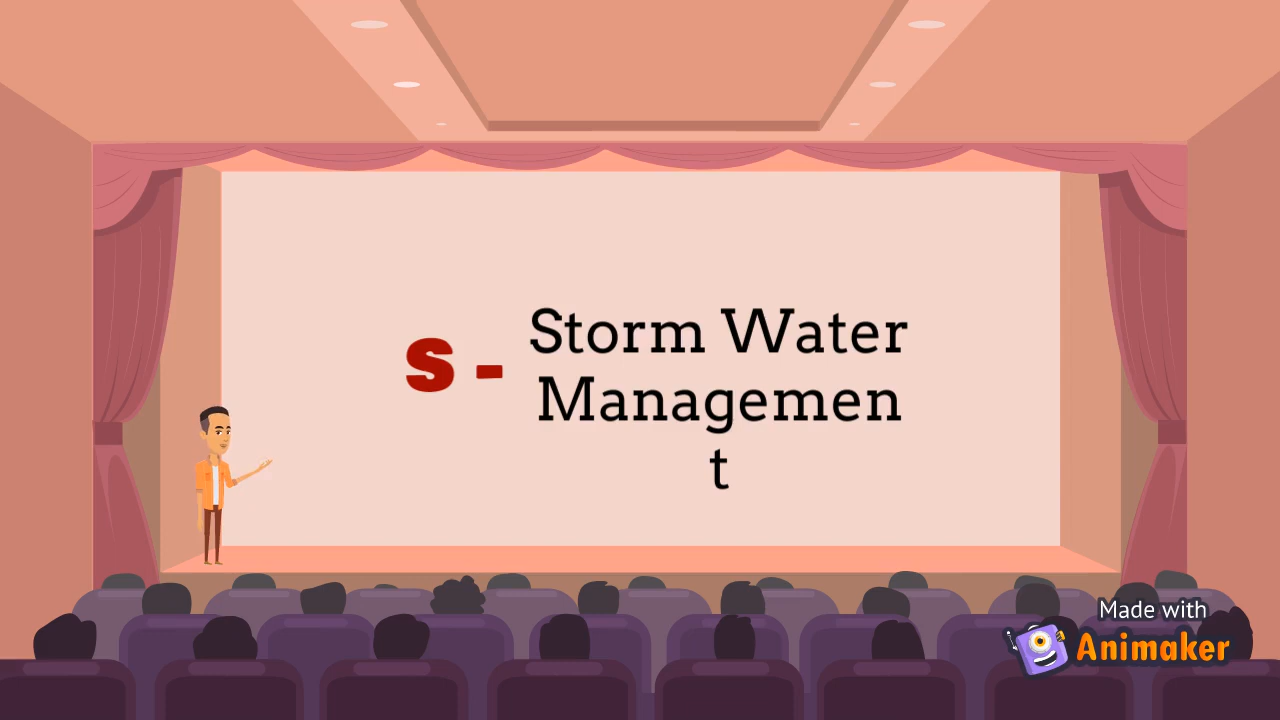 S -
Storm Water
Managemen
t
Made with
Animaker